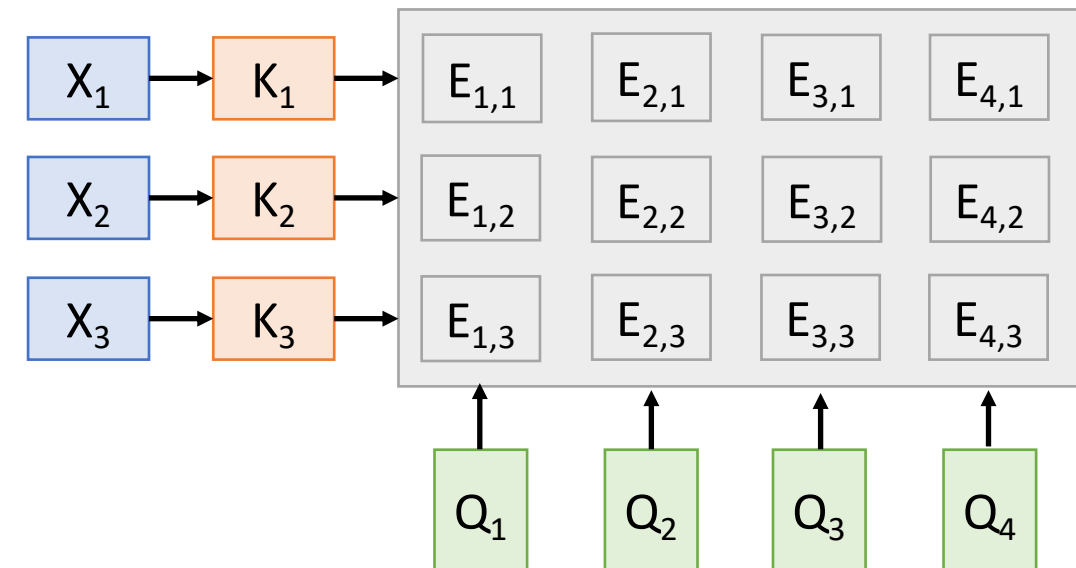 X₁ K₁ E₁,₁ E₂,₁ E₃,₁ E₄,₁
X₂ K₂ E₁,₂ E₂,₂ E₃,₂ E₄,₂
X₃ K₃ E₁,₃ E₂,₃ E₃,₃ E₄,₃
Q₁ Q₂ Q₃ Q₄